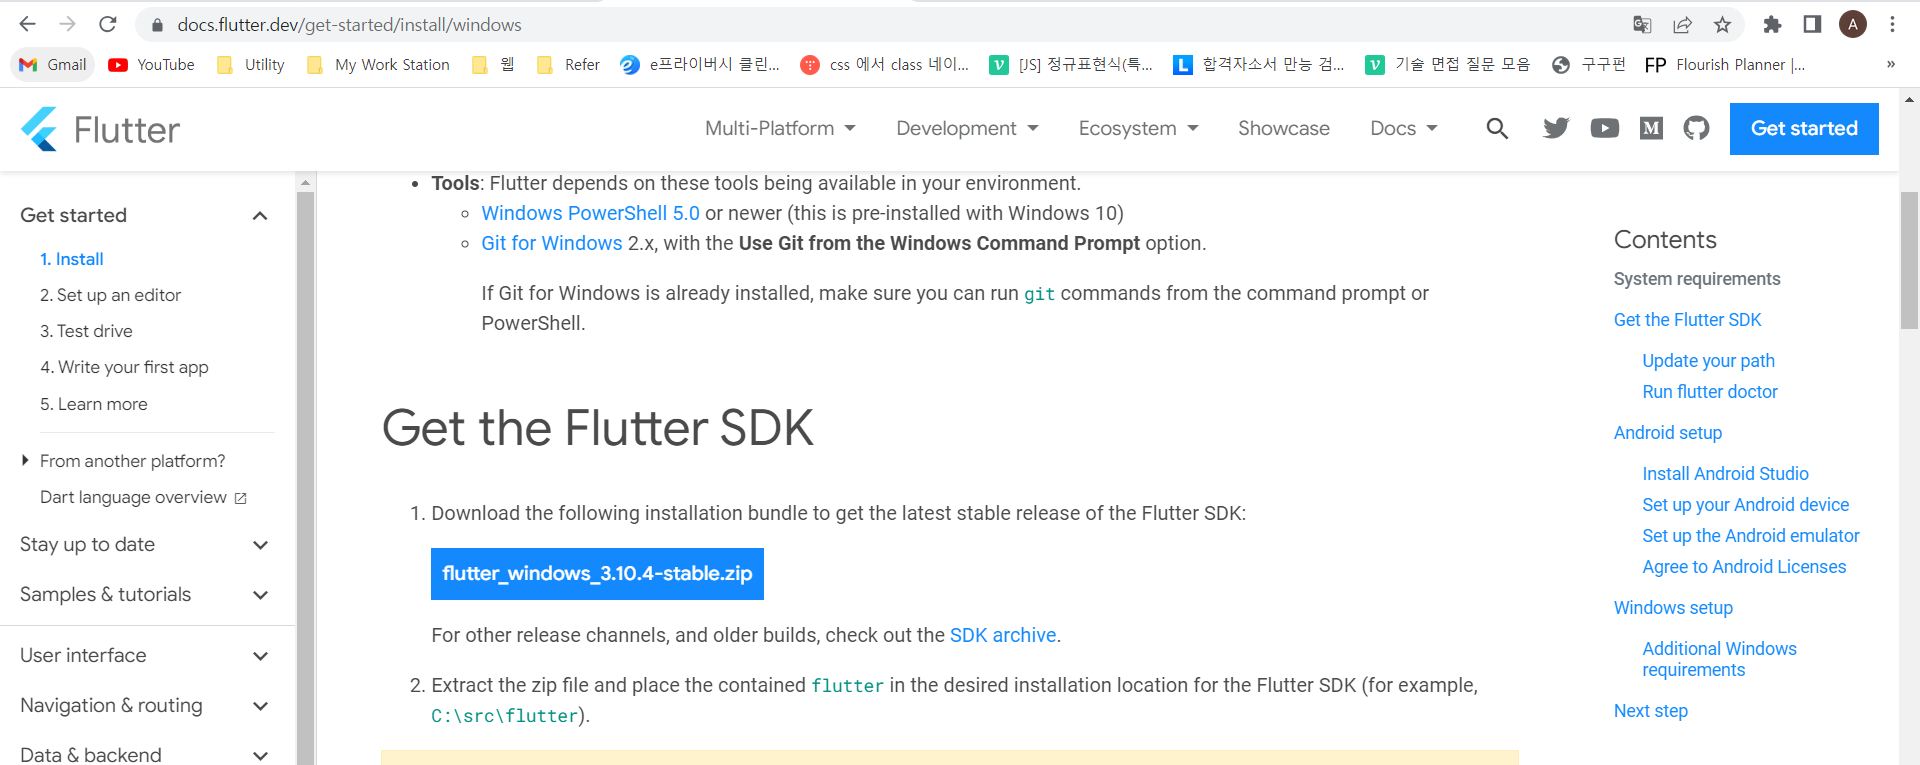 docs.flutter.dev/get-started/install/windows
A
Gmail
YouTube
Utility
My Work Station
웹
Refer
e프라이버시 클린...
css 에서 class 네이...
[JS] 정규표현식(특...
합격자소서 만능 검...
기술 면접 질문 모음
구구펀
FP Flourish Planner |...
»
Flutter
Multi-Platform
Development
Ecosystem
Showcase
Docs
Get started
Get started
1. Install
2. Set up an editor
3. Test drive
4. Write your first app
5. Learn more
From another platform?
Dart language overview
Stay up to date
Samples & tutorials
User interface
Navigation & routing
Data & backend
• Tools: Flutter depends on these tools being available in your environment.
◦ Windows PowerShell 5.0 or newer (this is pre-installed with Windows 10)
◦ Git for Windows 2.x, with the Use Git from the Windows Command Prompt option.
If Git for Windows is already installed, make sure you can run git commands from the command prompt or
PowerShell.
Get the Flutter SDK
1. Download the following installation bundle to get the latest stable release of the Flutter SDK:
flutter_windows_3.10.4-stable.zip
For other release channels, and older builds, check out the SDK archive.
2. Extract the zip file and place the contained flutter in the desired installation location for the Flutter SDK (for example,
C:\src\flutter).
Contents
System requirements
Get the Flutter SDK
Update your path
Run flutter doctor
Android setup
Install Android Studio
Set up your Android device
Set up the Android emulator
Agree to Android Licenses
Windows setup
Additional Windows
requirements
Next step